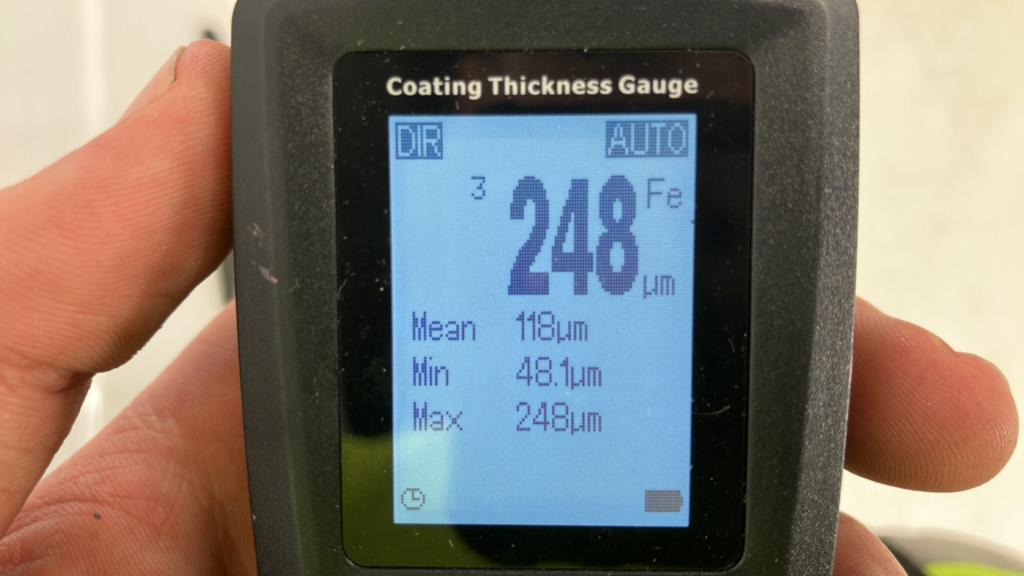 Coating Thickness Gauge
DIR AUTO
3 248 Fe
µm
Mean 118µm
Min 48.1µm
Max 248µm